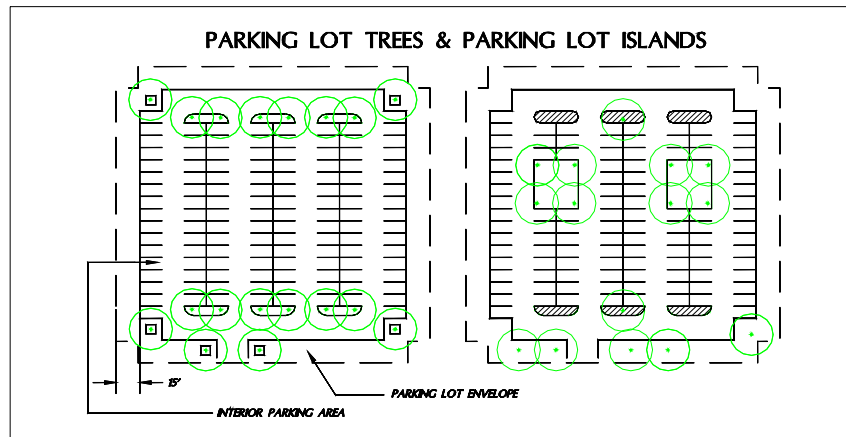 PARKING LOT TREES & PARKING LOT ISLANDS
15'
PARKING LOT ENVELOPE
INTERIOR PARKING AREA